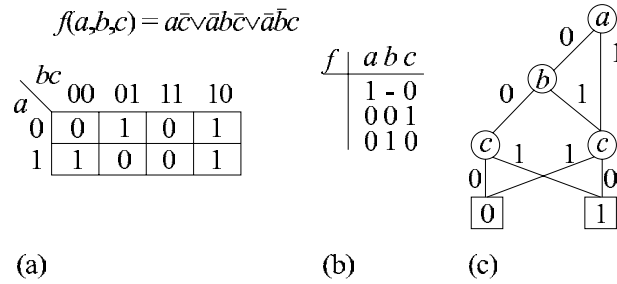 f(a,b,c) = ac̄∨ābc̄∨āb̄c
bc
00 01 11 10
a
0 0 1 0 1
1 1 0 0 1
f a b c
1 - 0
0 0 1
0 1 0
a
0 1
b
0 1
c c
0 1 1 0
0 1
(a) (b) (c)